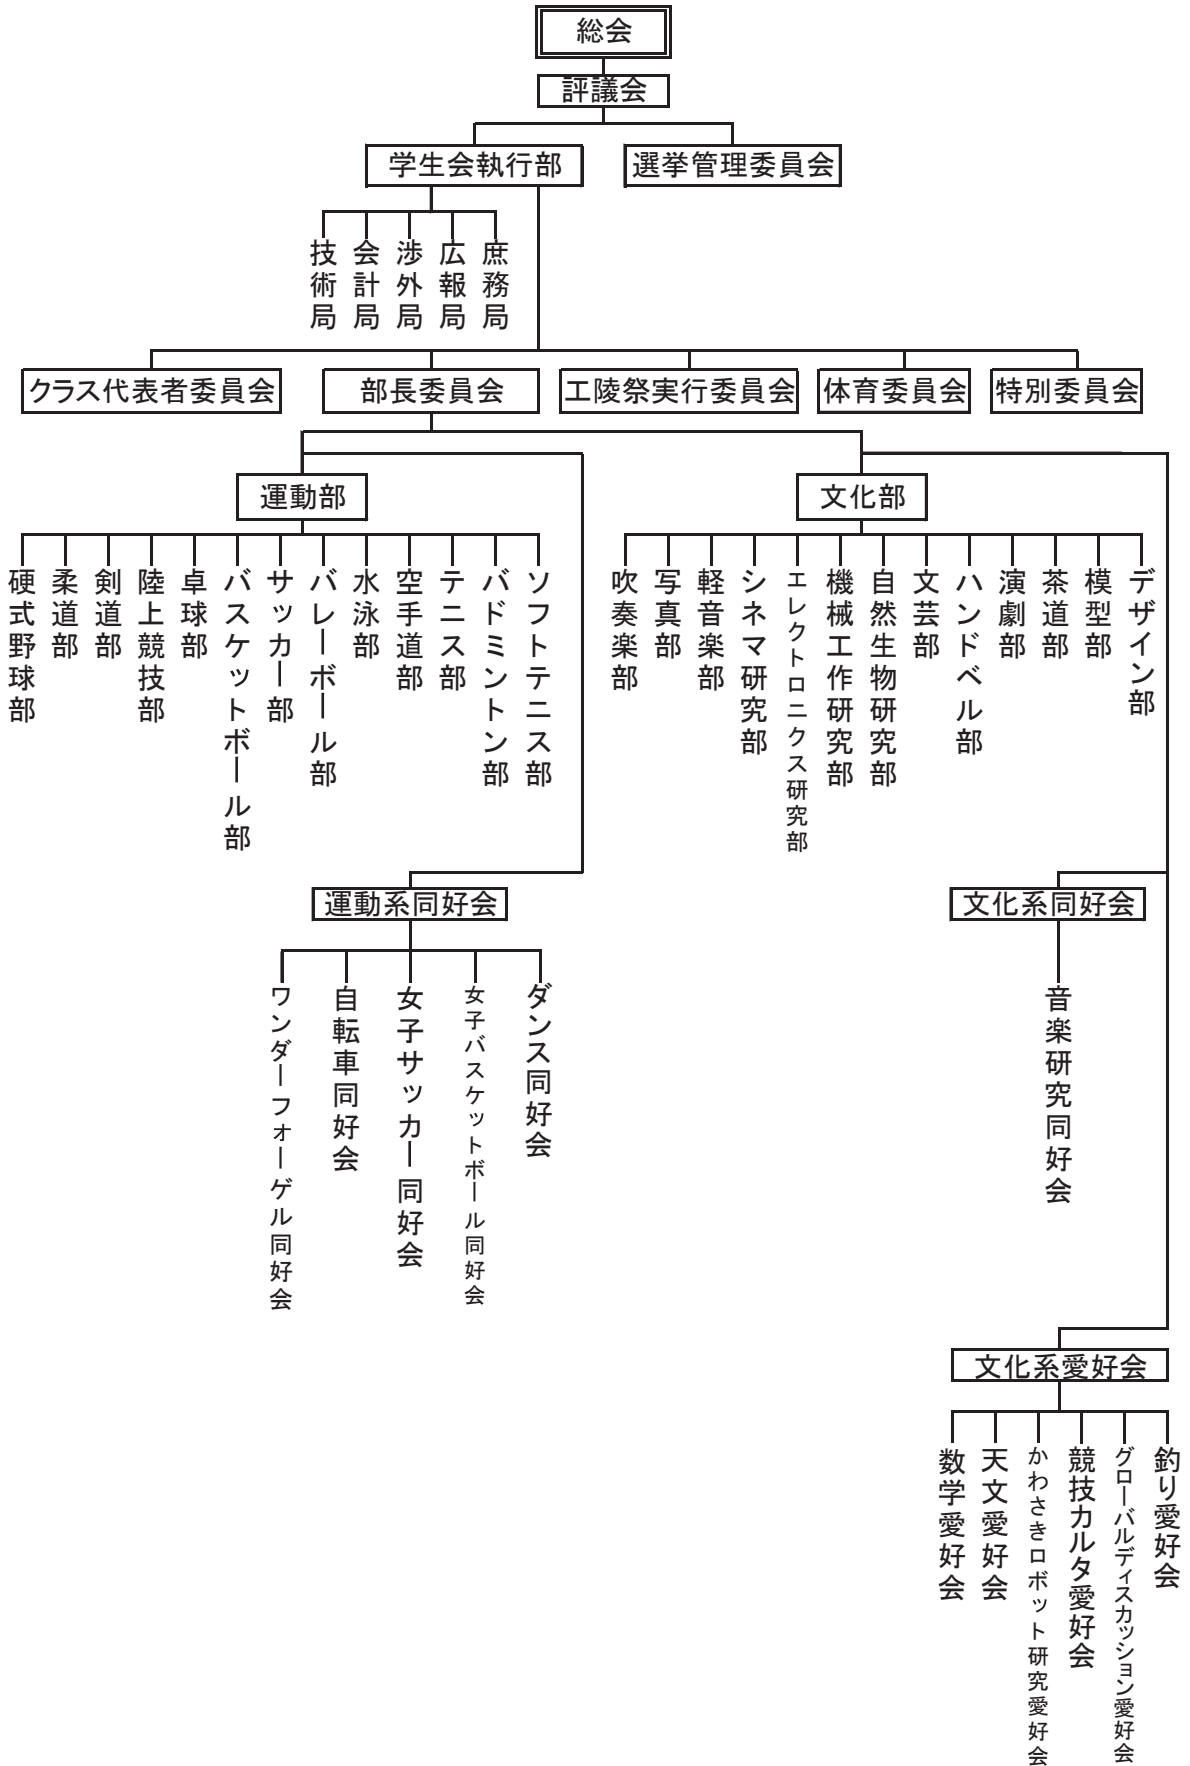 総会
評議会
学生会執行部
選挙管理委員会
技術局
会計局
渉外局
広報局
庶務局
クラス代表者委員会
部長委員会
工陵祭実行委員会
体育委員会
特別委員会
運動部
文化部
硬式野球部
柔道部
剣道部
陸上競技部
卓球部
バスケットボール部
サッカー部
バレーボール部
水泳部
空手道部
テニス部
バドミントン部
ソフトテニス部
吹奏楽部
写真部
軽音楽部
シネマ研究部
エレクトロニクス研究部
機械工作研究部
自然生物研究部
文芸部
ハンドベル部
演劇部
茶道部
模型部
デザイン部
運動系同好会
文化系同好会
ワンダーフォーゲル同好会
自転車同好会
女子サッカー同好会
女子バスケットボール同好会
ダンス同好会
音楽研究同好会
文化系愛好会
数学愛好会
天文愛好会
かわさきロボット研究愛好会
競技カルタ愛好会
グローバルディスカッション愛好会
釣り愛好会